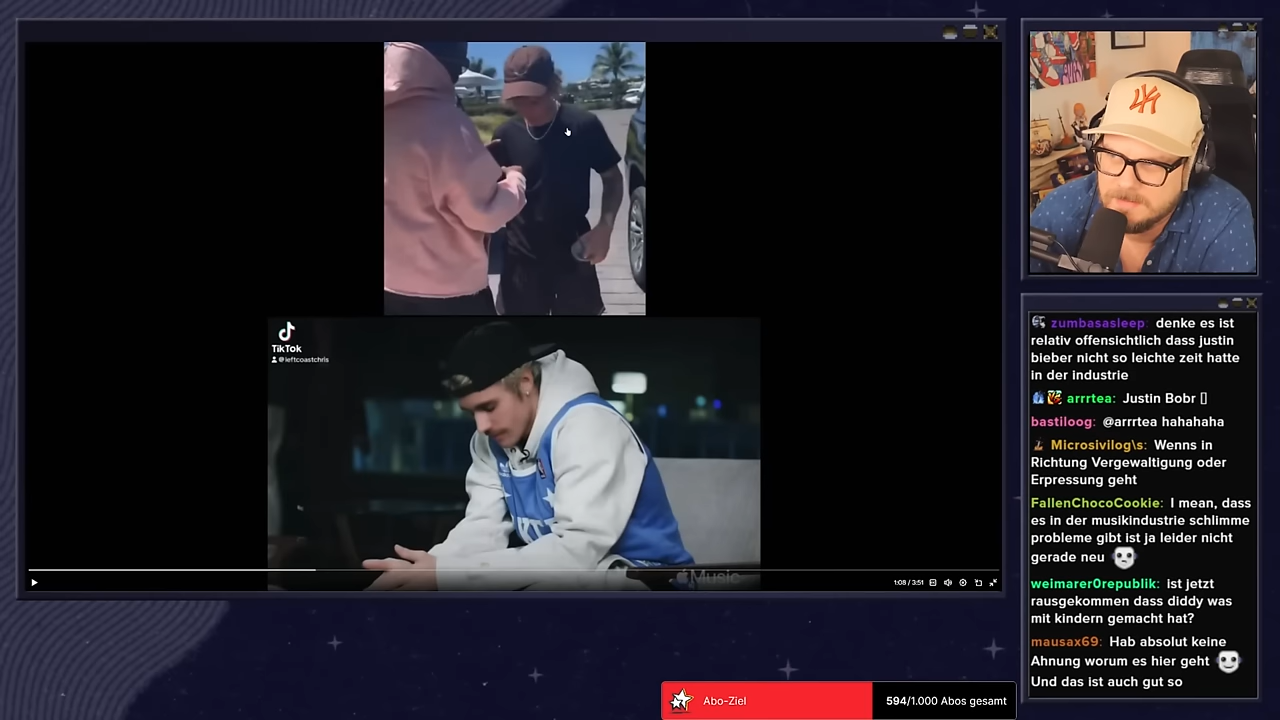 TikTok
@leftcoastchris
Music
1:08 / 3:51
zumbasasleep: denke es ist
relativ offensichtlich dass justin
bieber nicht so leichte zeit hatte
in der industrie
arrrtea: Justin Bobr []
bastiloog: @arrrtea hahahaha
Microsivilog\s: Wenns in
Richtung Vergewaltigung oder
Erpressung geht
FallenChocoCookie: I mean, dass
es in der musikindustrie schlimme
probleme gibt ist ja leider nicht
gerade neu
weimarer0republik: ist jetzt
rausgekommen dass diddy was
mit kindern gemacht hat?
mausax69: Hab absolut keine
Ahnung worum es hier geht
Und das ist auch gut so
Abo-Ziel
594/1.000 Abos gesamt